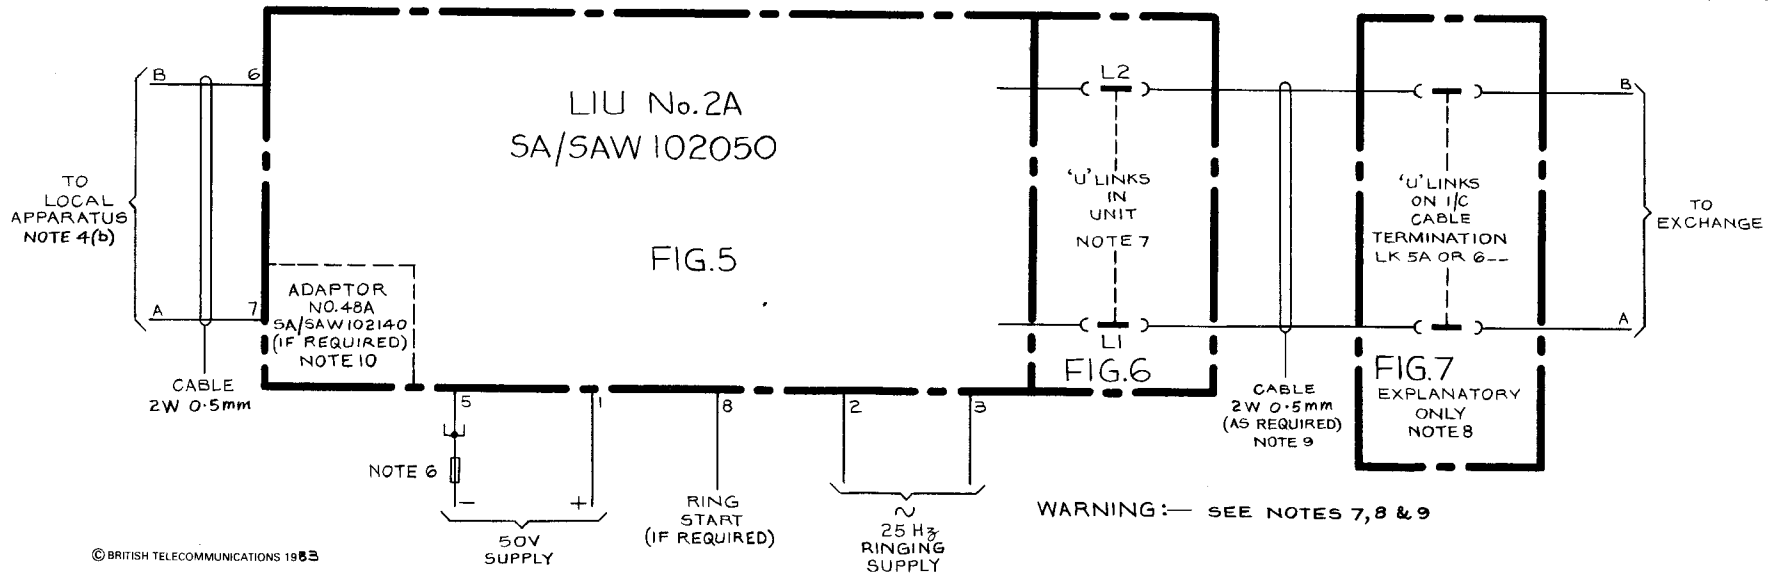 B
6
TO
LOCAL
APPARATUS
NOTE 4(b)
A
7
CABLE
2W 0·5mm
LIU No.2A
SA/SAW 102050
FIG.5
ADAPTOR
NO.48A
SA/SAW102140
(IF REQUIRED)
NOTE 10
L2
'U' LINKS
IN
UNIT
NOTE 7
L1
FIG.6
CABLE
2W 0·5mm
(AS REQUIRED)
NOTE 9
'U' LINKS
ON I/C
CABLE
TERMINATION
LK 5A OR 6--
FIG.7
EXPLANATORY
ONLY
NOTE 8
B
TO
EXCHANGE
A
5
1
8
2
3
NOTE 6
- +
50V
SUPPLY
RING
START
(IF REQUIRED)
~
25 Hz
RINGING
SUPPLY
WARNING:— SEE NOTES 7,8 & 9
© BRITISH TELECOMMUNICATIONS 1983